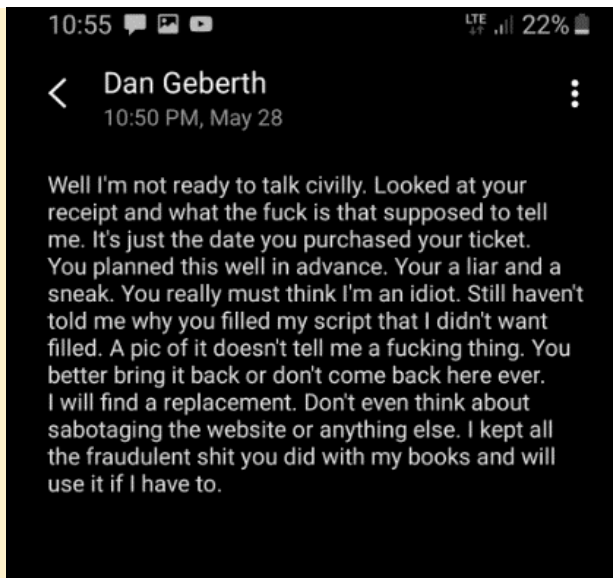 10:55 LTE 22%
Dan Geberth
10:50 PM, May 28
Well I'm not ready to talk civilly. Looked at your
receipt and what the fuck is that supposed to tell
me. It's just the date you purchased your ticket.
You planned this well in advance. Your a liar and a
sneak. You really must think I'm an idiot. Still haven't
told me why you filled my script that I didn't want
filled. A pic of it doesn't tell me a fucking thing. You
better bring it back or don't come back here ever.
I will find a replacement. Don't even think about
sabotaging the website or anything else. I kept all
the fraudulent shit you did with my books and will
use it if I have to.